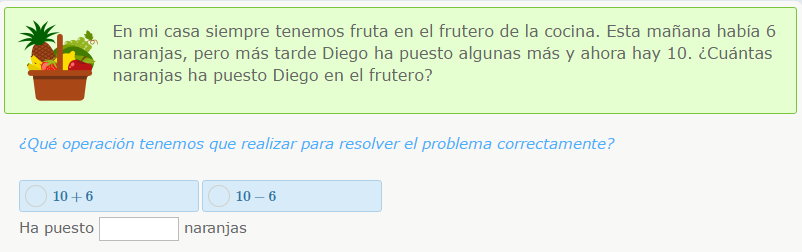 En mi casa siempre tenemos fruta en el frutero de la cocina. Esta mañana había 6
naranjas, pero más tarde Diego ha puesto algunas más y ahora hay 10. ¿Cuántas
naranjas ha puesto Diego en el frutero?
¿Qué operación tenemos que realizar para resolver el problema correctamente?
10 + 6 10 − 6
Ha puesto naranjas